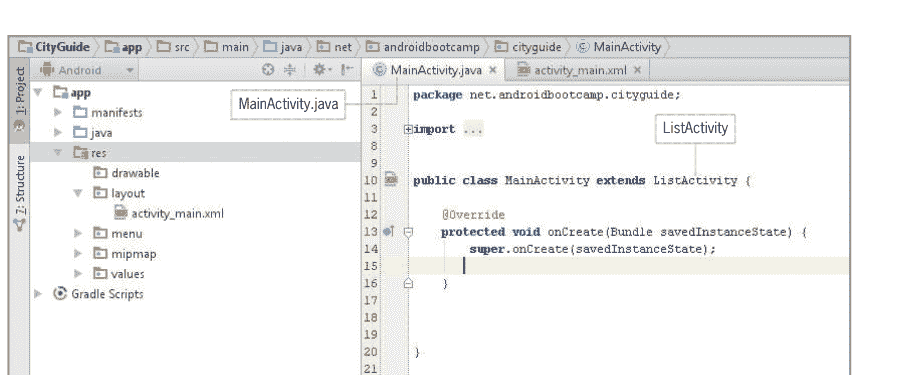 CityGuide app src main java net androidbootcamp cityguide MainActivity
1: Project
7: Structure
Android
app
manifests
java
res
drawable
layout
activity_main.xml
menu
mipmap
values
Gradle Scripts
MainActivity.java
MainActivity.java activity_main.xml
ListActivity
1 package net.androidbootcamp.cityguide;
2
3 import ...
8
9
10 public class MainActivity extends ListActivity {
11
12 @Override
13 protected void onCreate(Bundle savedInstanceState) {
14 super.onCreate(savedInstanceState);
15
16 }
17
18
19
20 }
21